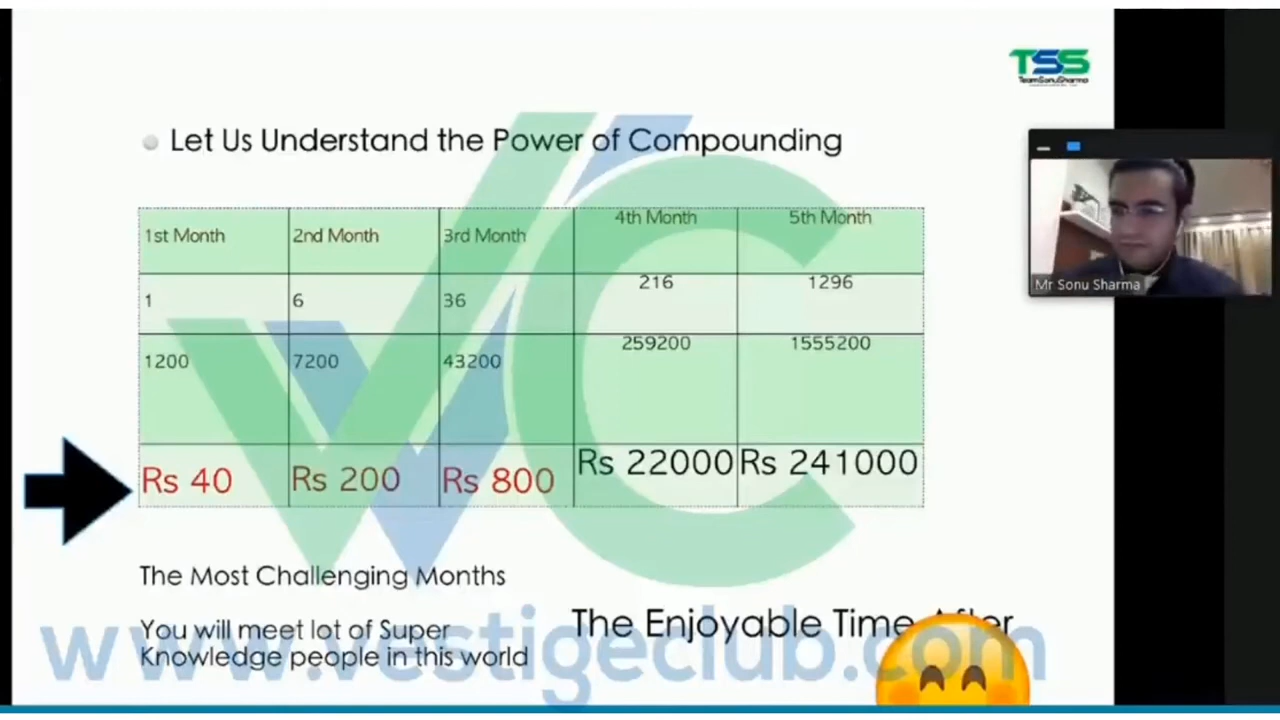 TSS
TeamSonuSharma
Let Us Understand the Power of Compounding
1st Month 2nd Month 3rd Month 4th Month 5th Month
1 6 36 216 1296
1200 7200 43200 259200 1555200
Rs 40 Rs 200 Rs 800 Rs 22000 Rs 241000
Mr Sonu Sharma
The Most Challenging Months
The Enjoyable Time After
You will meet lot of Super
Knowledge people in this world
www.vestigeclub.com